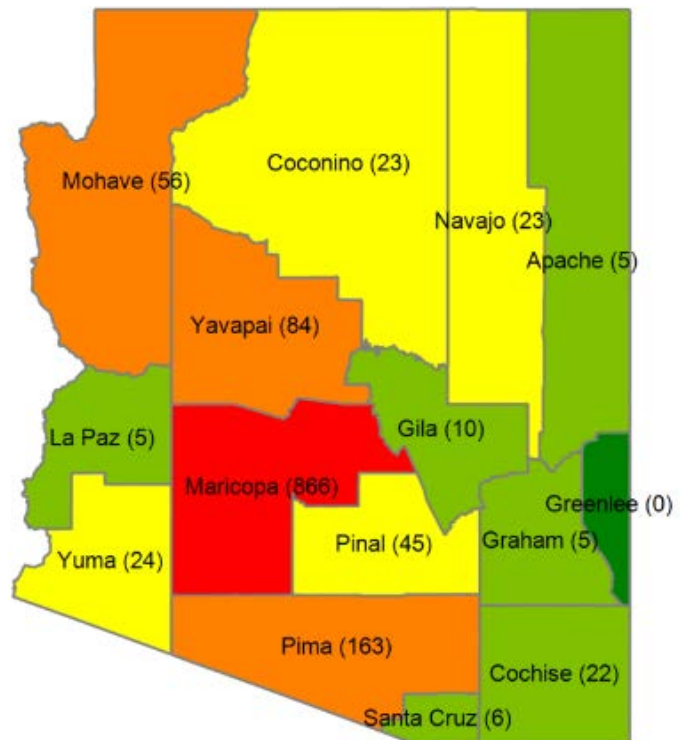 Coconino (23)
Mohave (56)
Navajo (23)
Apache (5)
Yavapai (84)
Gila (10)
La Paz (5)
Maricopa (866)
Greenlee (0)
Pinal (45)
Graham (5)
Yuma (24)
Pima (163)
Cochise (22)
Santa Cruz (6)